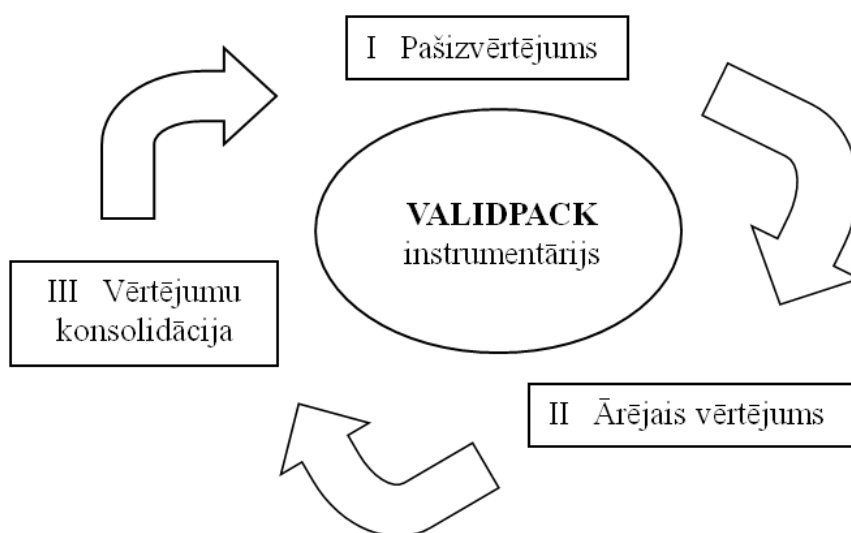 I Pašizvērtējums
VALIDPACK
instrumentārijs
III Vērtējumu
konsolidācija
II Ārējais vērtējums